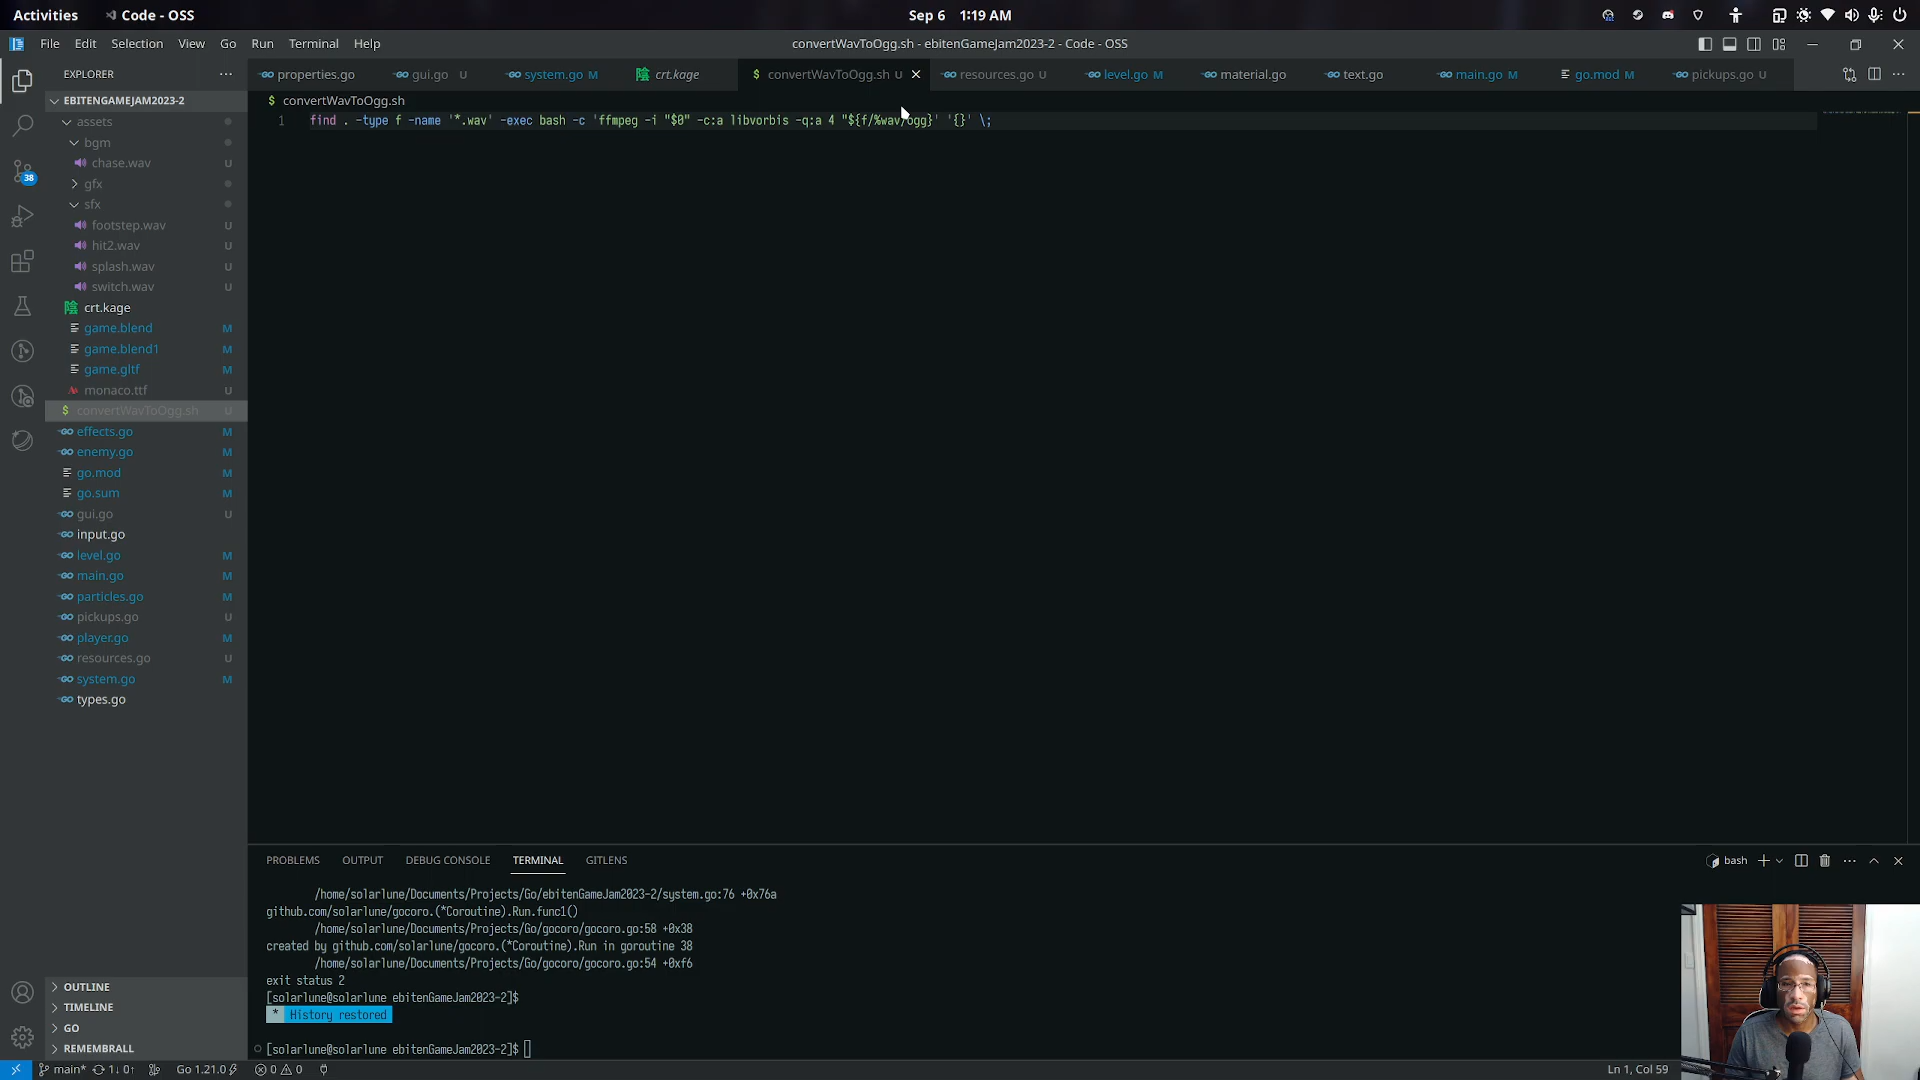 Activities
Code - OSS
Sep 6 1:19 AM
File Edit Selection View Go Run Terminal Help
convertWavToOgg.sh - ebitenGameJam2023-2 - Code - OSS
EXPLORER
properties.go
gui.go U
system.go M
crt.kage
convertWavToOgg.sh U
resources.go U
level.go M
material.go
text.go
main.go M
go.mod M
pickups.go U
EBITENGAMEJAM2023-2
assets
bgm
chase.wav U
gfx
sfx
footstep.wav U
hit2.wav U
splash.wav U
switch.wav U
陰 crt.kage
game.blend M
game.blend1 M
game.gltf M
monaco.ttf U
$ convertWavToOgg.sh U
effects.go M
enemy.go M
go.mod M
go.sum M
gui.go U
input.go
level.go M
main.go M
particles.go M
pickups.go U
player.go M
resources.go U
system.go M
types.go
38
OUTLINE
TIMELINE
GO
REMEMBRALL
$ convertWavToOgg.sh
1 find . -type f -name '*.wav' -exec bash -c 'ffmpeg -i "$0" -c:a libvorbis -q:a 4 "${f/%wav/ogg}' '{}' \;
PROBLEMS OUTPUT DEBUG CONSOLE TERMINAL GITLENS
bash
/home/solarlune/Documents/Projects/Go/ebitenGameJam2023-2/system.go:76 +0x76a
github.com/solarlune/gocoro.(*Coroutine).Run.func1()
/home/solarlune/Documents/Projects/Go/gocoro/gocoro.go:58 +0x38
created by github.com/solarlune/gocoro.(*Coroutine).Run in goroutine 38
/home/solarlune/Documents/Projects/Go/gocoro/gocoro.go:54 +0xf6
exit status 2
[solarlune@solarlune ebitenGameJam2023-2]$
* History restored
[solarlune@solarlune ebitenGameJam2023-2]$
main* 1↓ 0↑ Go 1.21.0 0 0
Ln 1, Col 59